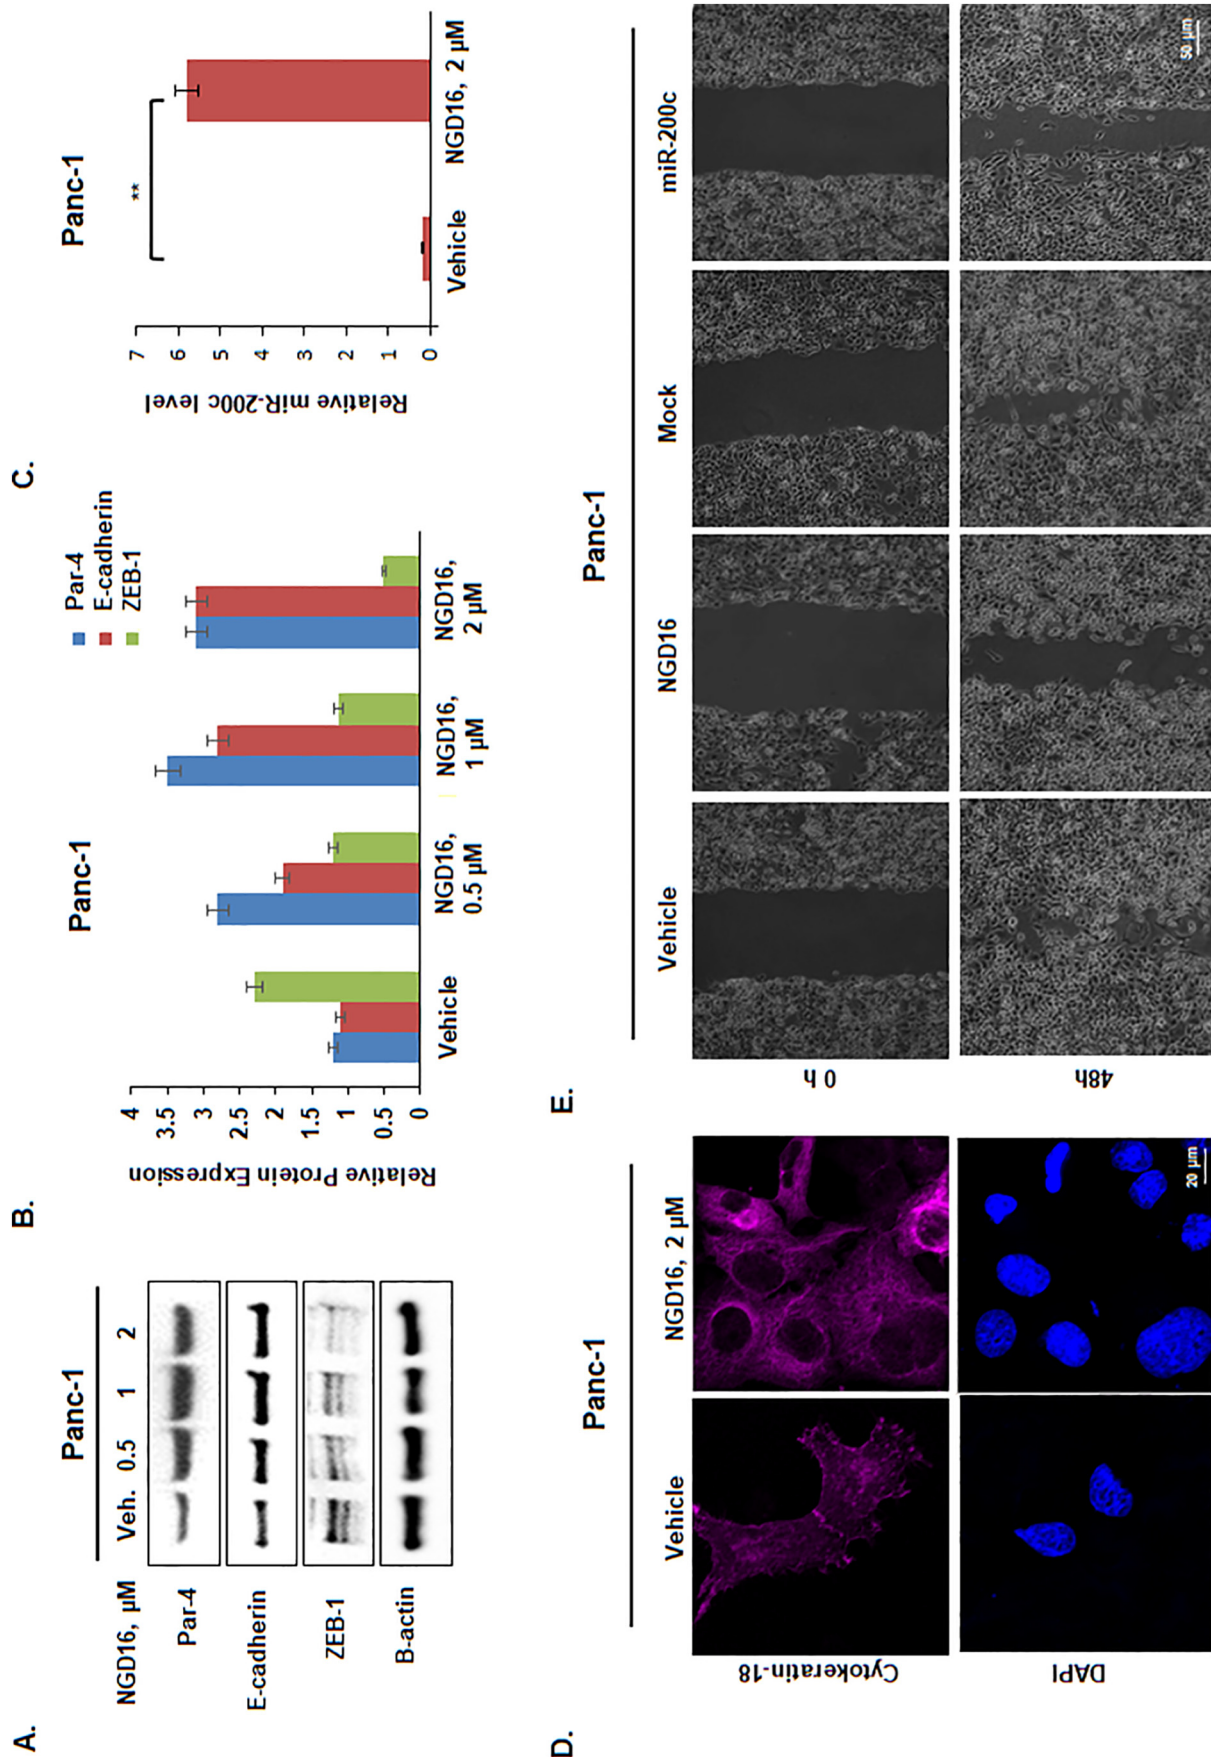 A.
Panc-1
NGD16, μM
Veh.
0.5
1
2
Par-4
E-cadherin
ZEB-1
B-actin
B.
Panc-1
Par-4
E-cadherin
ZEB-1
Relative Protein Expression
4
3.5
3
2.5
2
1.5
1
0.5
0
Vehicle
NGD16,
0.5 μM
NGD16,
1 μM
NGD16,
2 μM
C.
Panc-1
**
Relative miR-200c level
7
6
5
4
3
2
1
0
Vehicle
NGD16, 2 μM
D.
Panc-1
Vehicle
NGD16, 2 μM
Cytokeratin-18
DAPI
20 μm
E.
Panc-1
Vehicle
NGD16
Mock
miR-200c
0 h
48h
50 μm